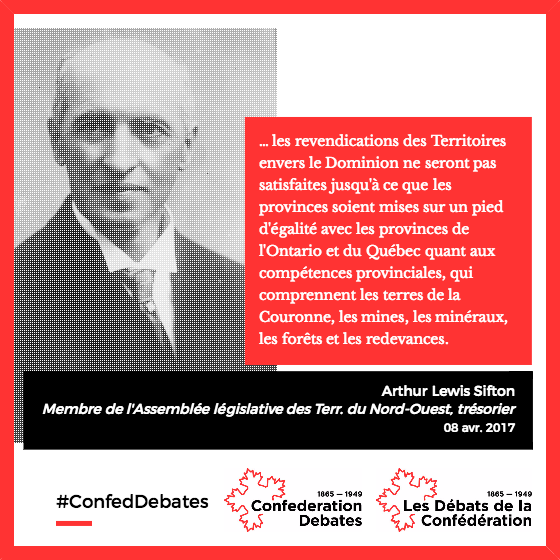 ... les revendications des Territoires
envers le Dominion ne seront pas
satisfaites jusqu'à ce que les
provinces soient mises sur un pied
d'égalité avec les provinces de
l'Ontario et du Québec quant aux
compétences provinciales, qui
comprennent les terres de la
Couronne, les mines, les minéraux,
les forêts et les redevances.
Arthur Lewis Sifton
Membre de l'Assemblée législative des Terr. du Nord-Ouest, trésorier
08 avr. 2017
#ConfedDebates
1865 — 1949
Confederation
Debates
1865 — 1949
Les Débats de la
Confédération